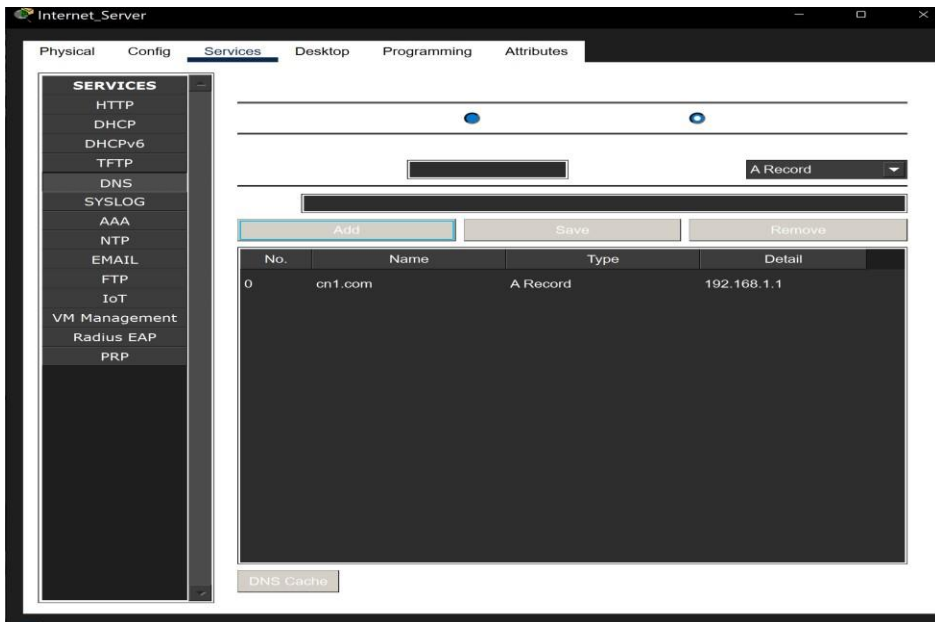 Internet_Server
Physical Config Services Desktop Programming Attributes
SERVICES
HTTP
DHCP
DHCPv6
TFTP
DNS
SYSLOG
AAA
NTP
EMAIL
FTP
IoT
VM Management
Radius EAP
PRP
A Record
Add Save Remove
No. Name Type Detail
0 cn1.com A Record 192.168.1.1
DNS Cache